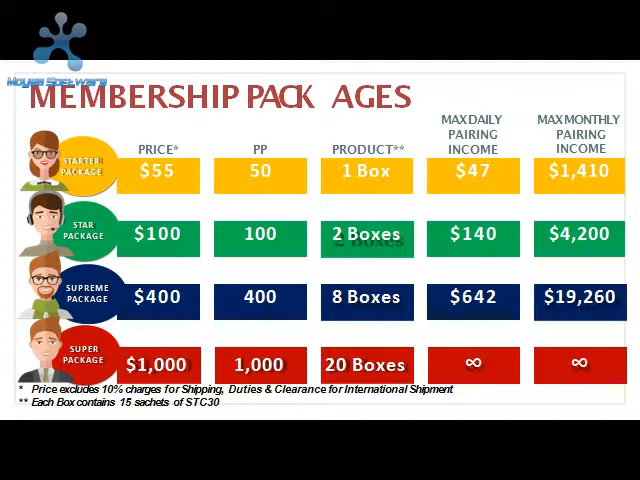 Moyea Software
MEMBERSHIP PACK AGES
PRICE* PP PRODUCT** MAX DAILY PAIRING INCOME MAX MONTHLY PAIRING INCOME
STARTER PACKAGE $55 50 1 Box $47 $1,410
STAR PACKAGE $100 100 2 Boxes $140 $4,200
SUPREME PACKAGE $400 400 8 Boxes $642 $19,260
SUPER PACKAGE $1,000 1,000 20 Boxes ∞ ∞
* Price excludes 10% charges for Shipping, Duties & Clearance for International Shipment
** Each Box contains 15 sachets of STC30